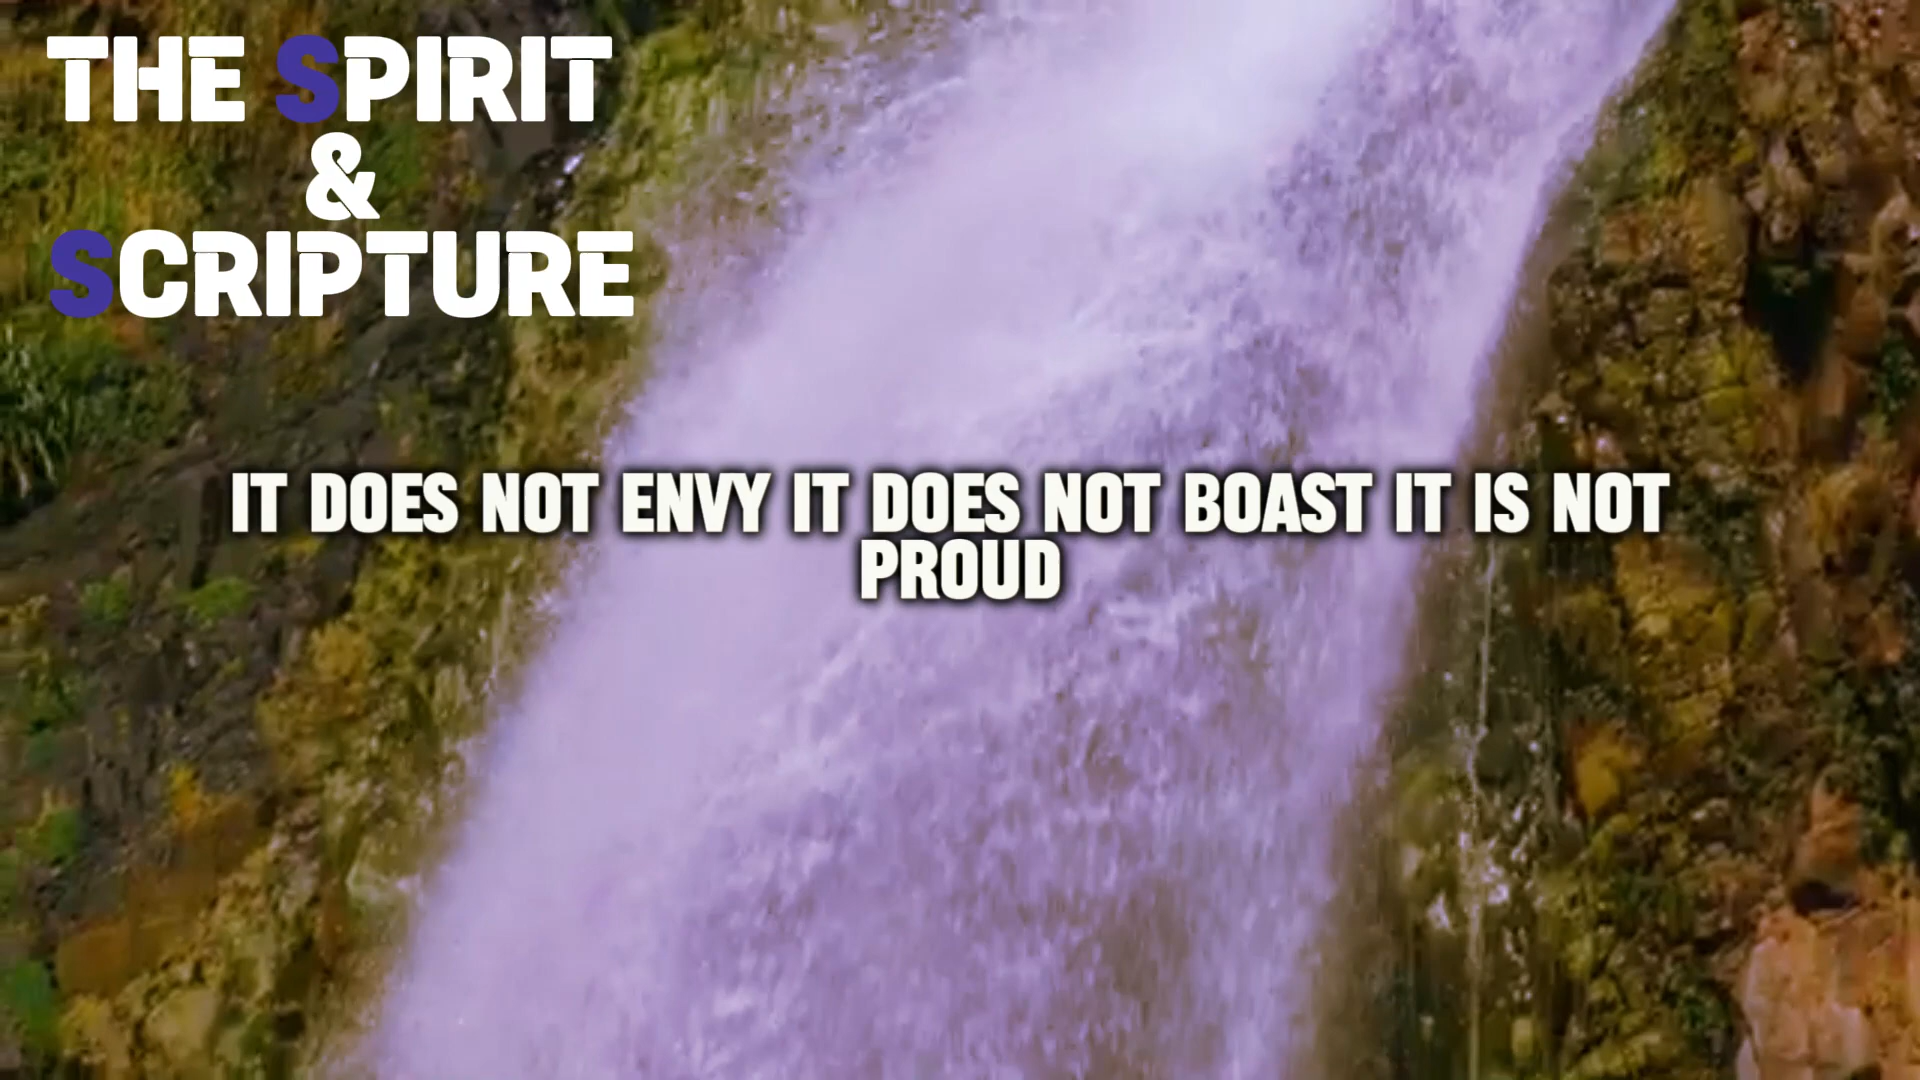 THE SPIRIT
&
SCRIPTURE
IT DOES NOT ENVY IT DOES NOT BOAST IT IS NOT
PROUD